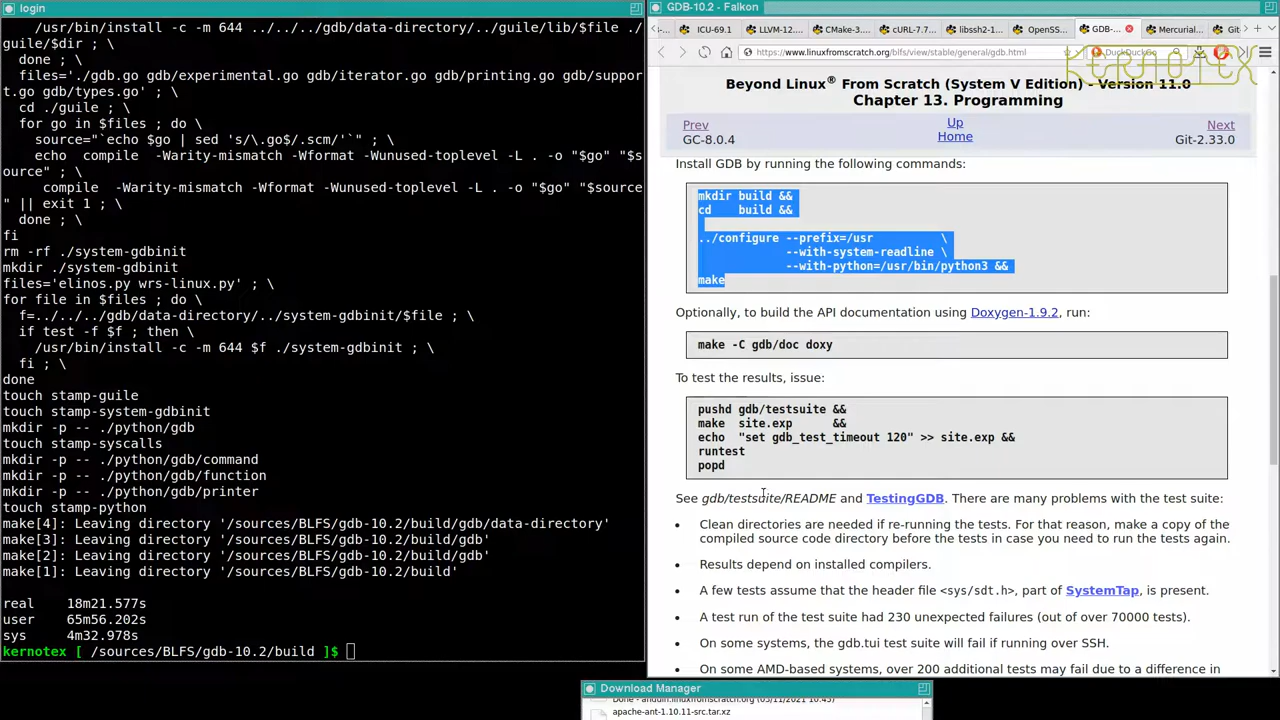 login
/usr/bin/install -c -m 644 ../../../gdb/data-directory/../guile/lib/$file ./
guile/$dir ; \
done ; \
files='./gdb.go gdb/experimental.go gdb/iterator.go gdb/printing.go gdb/suppor
t.go gdb/types.go' ; \
cd ./guile ; \
for go in $files ; do \
source="`echo $go | sed 's/\.go$/.scm/'`" ; \
echo compile -Warity-mismatch -Wformat -Wunused-toplevel -L . -o "$go" "$s
ource" ; \
compile -Warity-mismatch -Wformat -Wunused-toplevel -L . -o "$go" "$source
" || exit 1 ; \
done ; \
fi
rm -rf ./system-gdbinit
mkdir ./system-gdbinit
files='elinos.py wrs-linux.py' ; \
for file in $files ; do \
f=../../../gdb/data-directory/../system-gdbinit/$file ; \
if test -f $f ; then \
/usr/bin/install -c -m 644 $f ./system-gdbinit ; \
fi ; \
done
touch stamp-guile
touch stamp-system-gdbinit
mkdir -p -- ./python/gdb
touch stamp-syscalls
mkdir -p -- ./python/gdb/command
mkdir -p -- ./python/gdb/function
mkdir -p -- ./python/gdb/printer
touch stamp-python
make[4]: Leaving directory '/sources/BLFS/gdb-10.2/build/gdb/data-directory'
make[3]: Leaving directory '/sources/BLFS/gdb-10.2/build/gdb'
make[2]: Leaving directory '/sources/BLFS/gdb-10.2/build/gdb'
make[1]: Leaving directory '/sources/BLFS/gdb-10.2/build'
real 18m21.577s
user 65m56.202s
sys 4m32.978s
kernotex [ /sources/BLFS/gdb-10.2/build ]$
GDB-10.2 - Falkon
ICU-69.1 LLVM-12.... CMake-3.... cURL-7.7... libssh2-1... OpenSS... GDB-... Mercurial... Git
https://www.linuxfromscratch.org/blfs/view/stable/general/gdb.html DuckDuckGo
KERNOTEX
Beyond Linux® From Scratch (System V Edition) - Version 11.0
Chapter 13. Programming
Prev Up Next
GC-8.0.4 Home Git-2.33.0
Install GDB by running the following commands:
mkdir build &&
cd build &&
../configure --prefix=/usr \
--with-system-readline \
--with-python=/usr/bin/python3 &&
make
Optionally, to build the API documentation using Doxygen-1.9.2, run:
make -C gdb/doc doxy
To test the results, issue:
pushd gdb/testsuite &&
make site.exp &&
echo "set gdb_test_timeout 120" >> site.exp &&
runtest
popd
See gdb/testsuite/README and TestingGDB. There are many problems with the test suite:
• Clean directories are needed if re-running the tests. For that reason, make a copy of the
compiled source code directory before the tests in case you need to run the tests again.
• Results depend on installed compilers.
• A few tests assume that the header file <sys/sdt.h>, part of SystemTap, is present.
• A test run of the test suite had 230 unexpected failures (out of over 70000 tests).
• On some systems, the gdb.tui test suite will fail if running over SSH.
• On some AMD-based systems, over 200 additional tests may fail due to a difference in
Download Manager
Done - anduin.linuxfromscratch.org (05/11/2021 10:45)
apache-ant-1.10.11-src.tar.xz